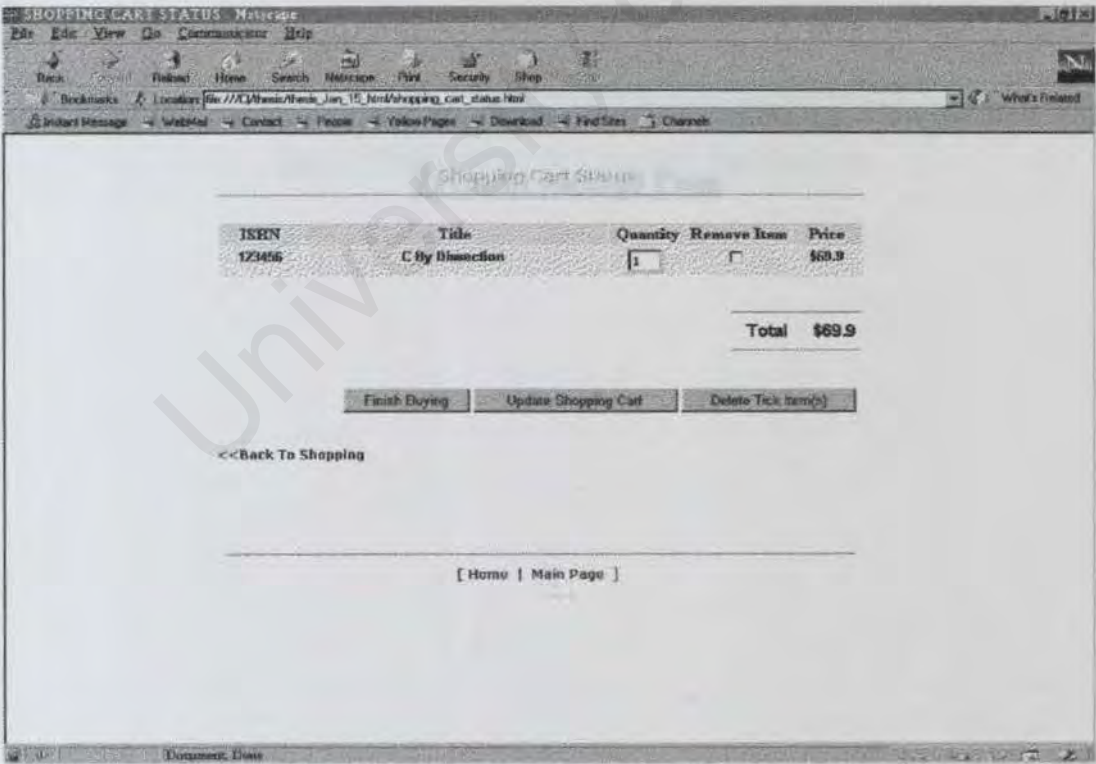 SHOPPING CART STATUS - Netscape
File Edit View Go Communicator Help
Back Forward Reload Home Search Netscape Print Security Shop Stop
Bookmarks Location: file:///C|/thesis/thesis_Jan_15_html/shopping_cart_status.html What's Related
Instant Message WebMail Contact People Yellow Pages Download Find Sites Channels
Shopping Cart Status
ISBN Title Quantity Remove Item Price
123456 C By Dissection 1 $69.9
Total $69.9
Finish Buying Update Shopping Cart Delete Tick Item(s)
<<Back To Shopping
[ Home | Main Page ]
Document: Done
Universi